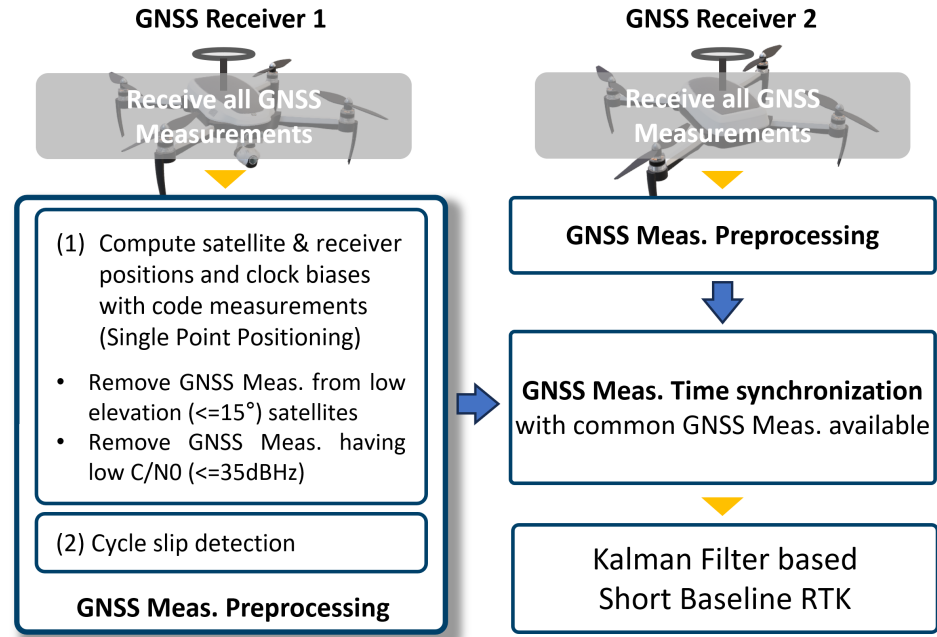 GNSS Receiver 1
Receive all GNSS
Measurements
(1) Compute satellite & receiver
positions and clock biases
with code measurements
(Single Point Positioning)
• Remove GNSS Meas. from low
elevation (<=15°) satellites
• Remove GNSS Meas. having
low C/N0 (<=35dBHz)
(2) Cycle slip detection
GNSS Meas. Preprocessing
GNSS Receiver 2
Receive all GNSS
Measurements
GNSS Meas. Preprocessing
GNSS Meas. Time synchronization
with common GNSS Meas. available
Kalman Filter based
Short Baseline RTK